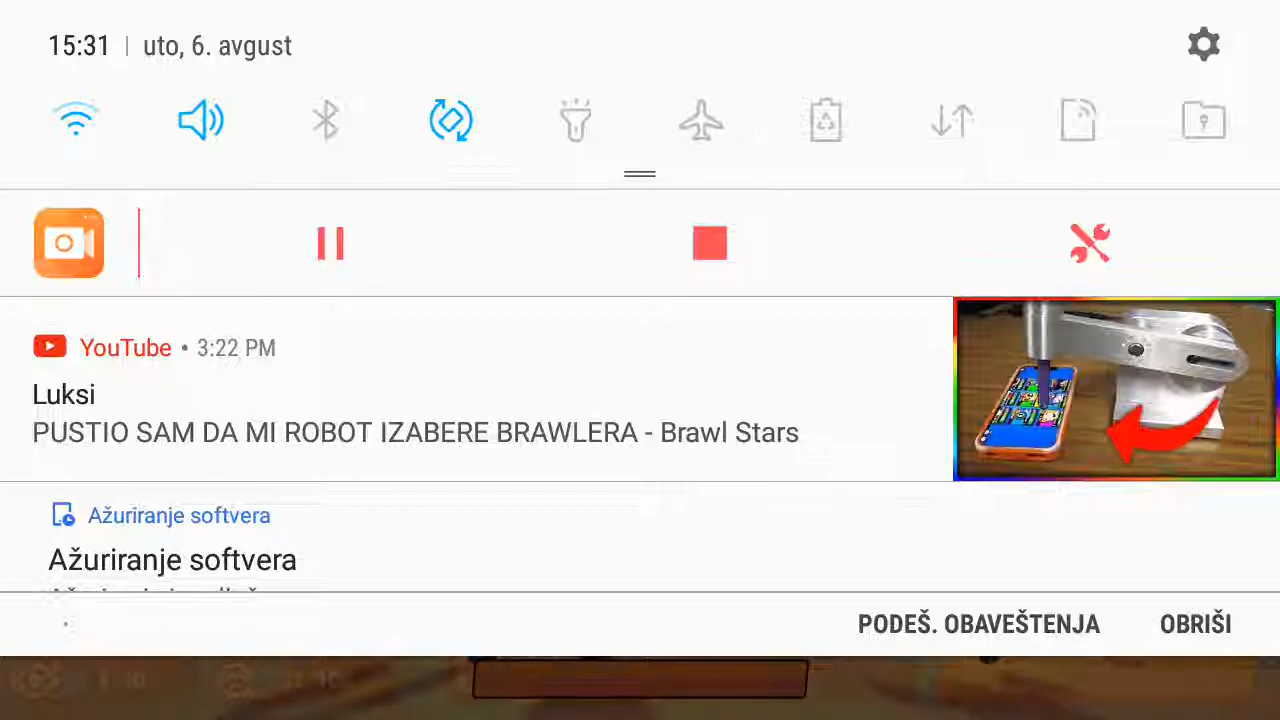 15:31 | uto, 6. avgust
YouTube • 3:22 PM
Luksi
PUSTIO SAM DA MI ROBOT IZABERE BRAWLERA - Brawl Stars
Ažuriranje softvera
Ažuriranje softvera
PODEŠ. OBAVEŠTENJA OBRIŠI